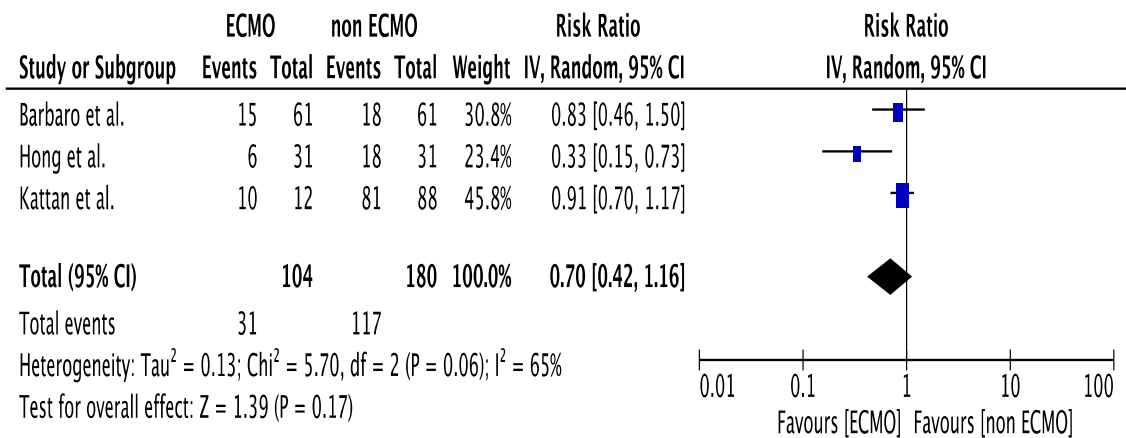 ECMO non ECMO Risk Ratio Risk Ratio
Study or Subgroup Events Total Events Total Weight IV, Random, 95% CI IV, Random, 95% CI
Barbaro et al. 15 61 18 61 30.8% 0.83 [0.46, 1.50]
Hong et al. 6 31 18 31 23.4% 0.33 [0.15, 0.73]
Kattan et al. 10 12 81 88 45.8% 0.91 [0.70, 1.17]
Total (95% CI) 104 180 100.0% 0.70 [0.42, 1.16]
Total events 31 117
Heterogeneity: Tau² = 0.13; Chi² = 5.70, df = 2 (P = 0.06); I² = 65%
Test for overall effect: Z = 1.39 (P = 0.17)
0.01 0.1 1 10 100
Favours [ECMO] Favours [non ECMO]